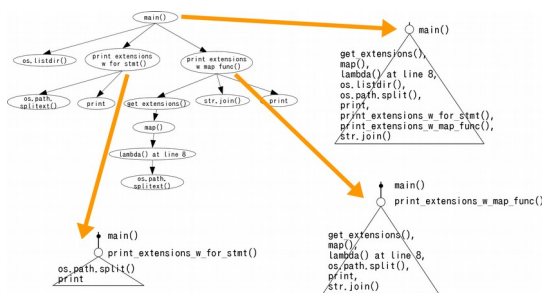 main()
os.listdir()
print extensions
w for stmt()
print extensions
w map func()
os.path.
splitext()
print
get extensions()
str.join()
print
map()
lambda() at line 8
os.path.
splitext()
main()
get_extensions(),
map(),
lambda() at line 8,
os.listdir(),
os.path.split(),
print,
print_extensions_w_for_stmt(),
print_extensions_w_map_func(),
str.join()
main()
print_extensions_w_for_stmt()
os.path.split()
print
main()
print_extensions_w_map_func()
get_extensions(),
map(),
lambda() at line 8,
os.path.split(),
print,
str.join()